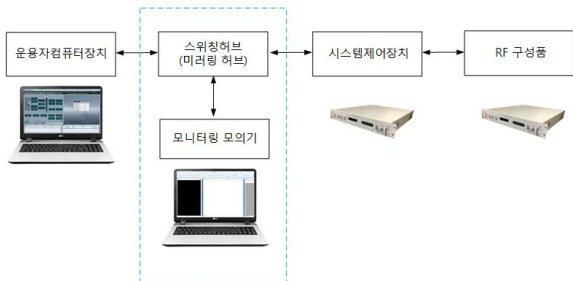 운용자컴퓨터장치
스위칭허브
(미러링 허브)
시스템제어장치
RF 구성품
모니터링 모의기